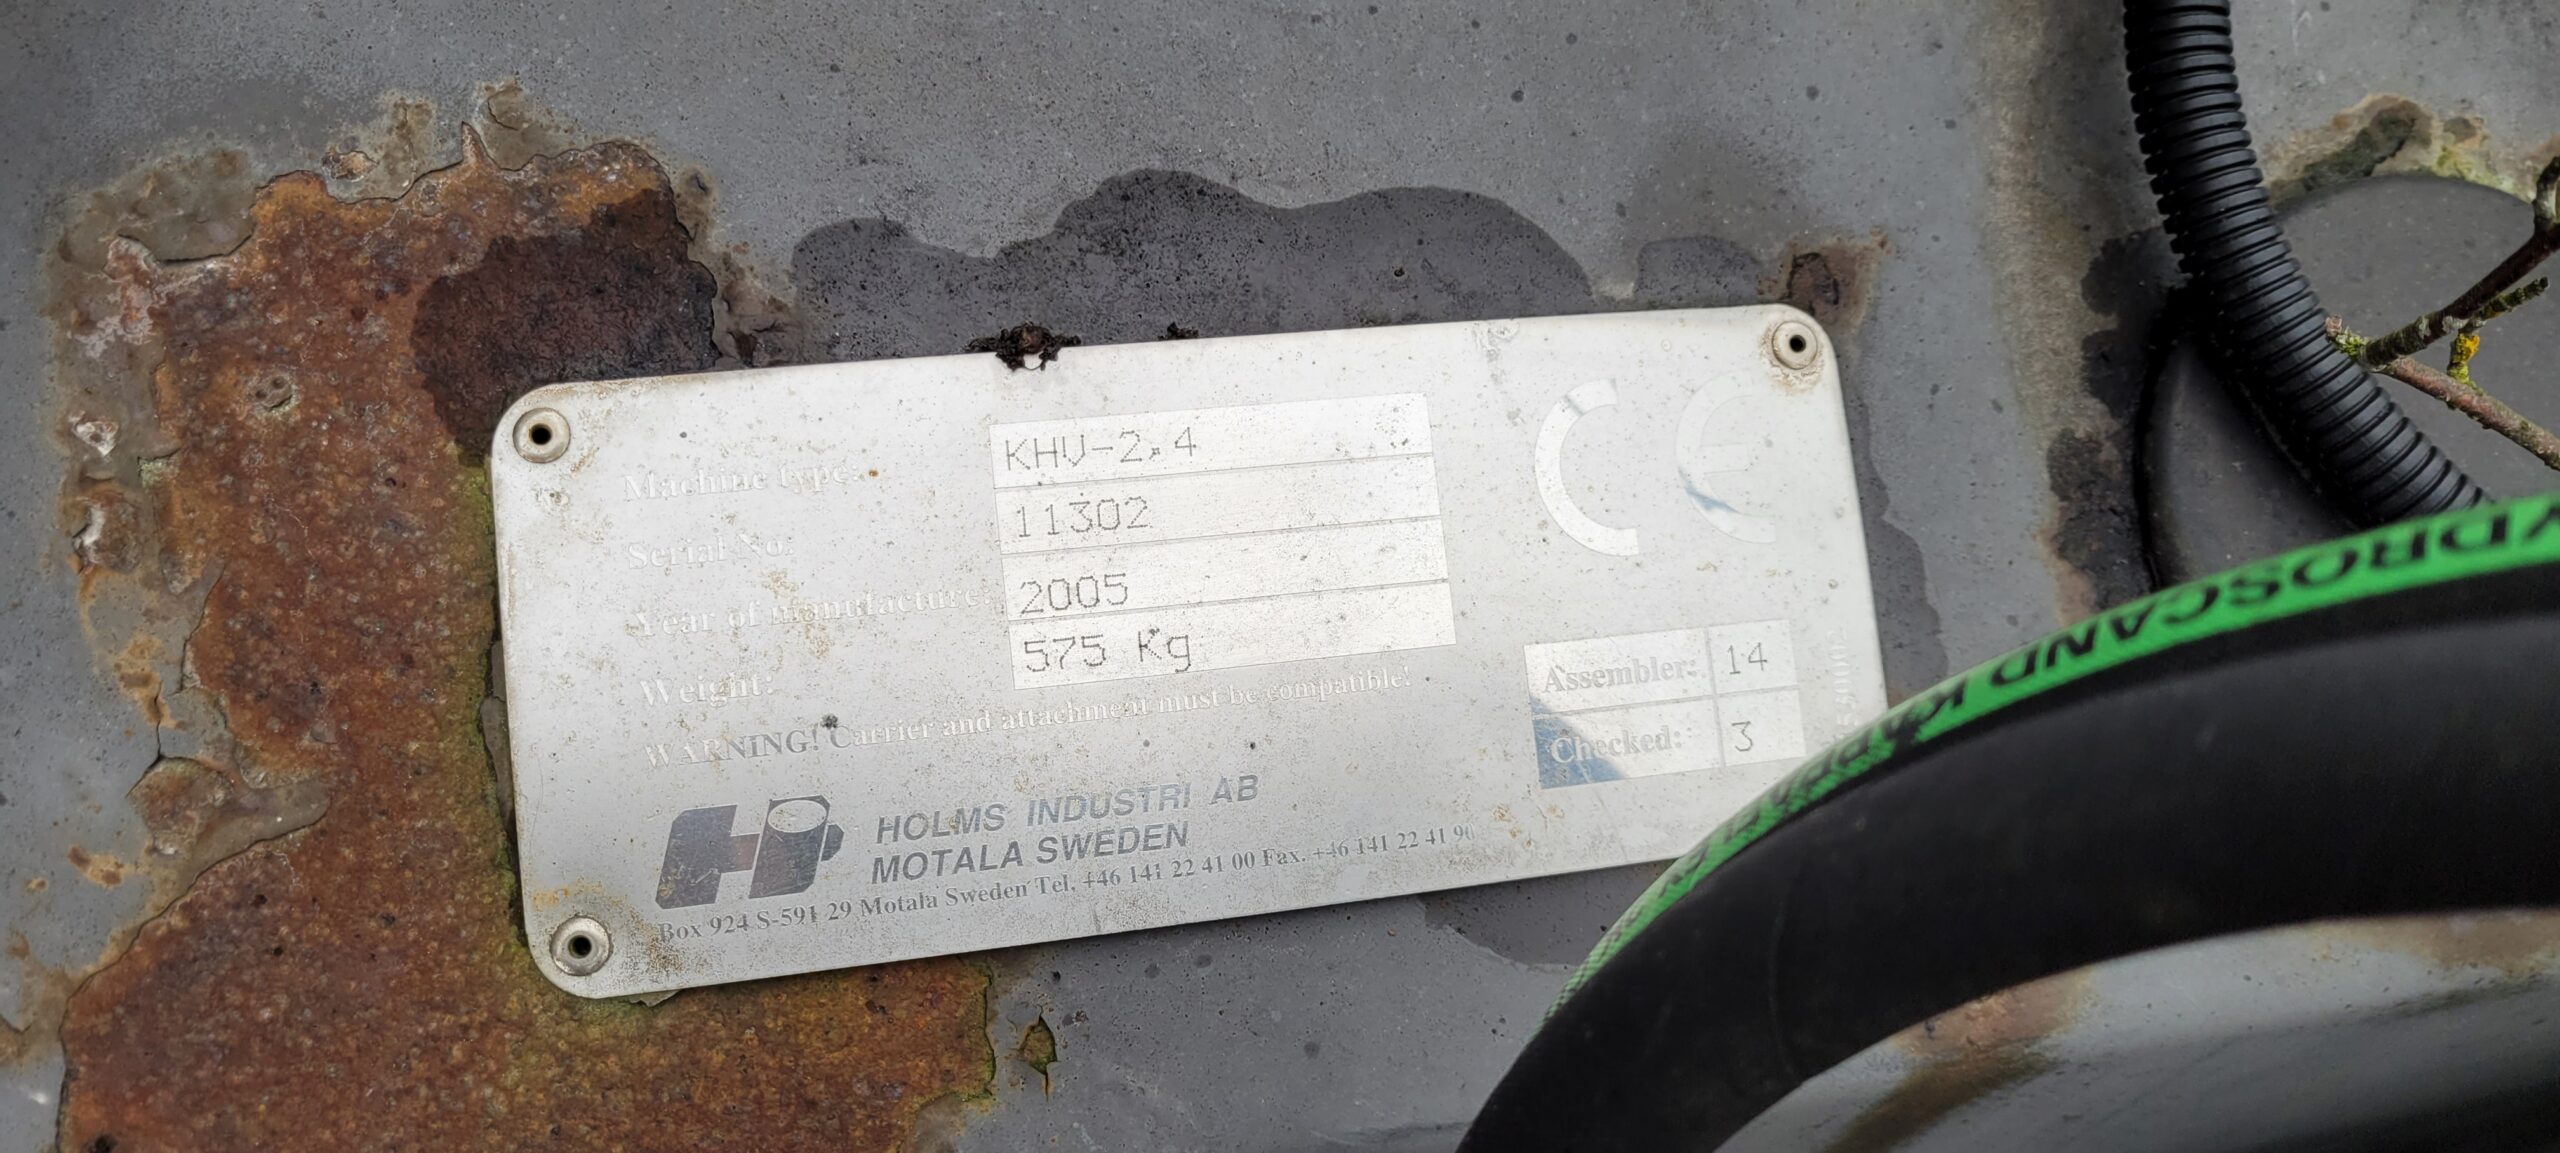 Machine type: KHV-2.4
Serial No: 11302
Year of manufacture: 2005
Weight: 575 Kg
WARNING! Carrier and attachment must be compatible!
CE
Assembler: 14
Checked: 3
HOLMS INDUSTRI AB
MOTALA SWEDEN
Box 924 S-591 29 Motala Sweden Tel. +46 141 22 41 00 Fax. +46 141 22 41 90
YDROSCAND